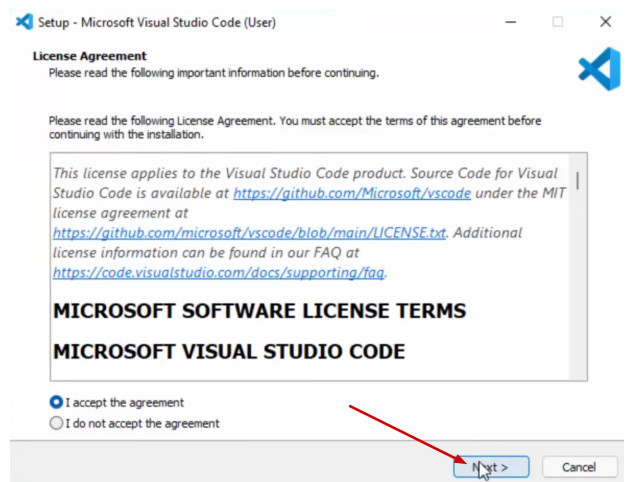 Setup - Microsoft Visual Studio Code (User)
License Agreement
Please read the following important information before continuing.
Please read the following License Agreement. You must accept the terms of this agreement before
continuing with the installation.
This license applies to the Visual Studio Code product. Source Code for Visual
Studio Code is available at https://github.com/Microsoft/vscode under the MIT
license agreement at
https://github.com/microsoft/vscode/blob/main/LICENSE.txt. Additional
license information can be found in our FAQ at
https://code.visualstudio.com/docs/supporting/faq.
MICROSOFT SOFTWARE LICENSE TERMS
MICROSOFT VISUAL STUDIO CODE
I accept the agreement
I do not accept the agreement
Next > Cancel